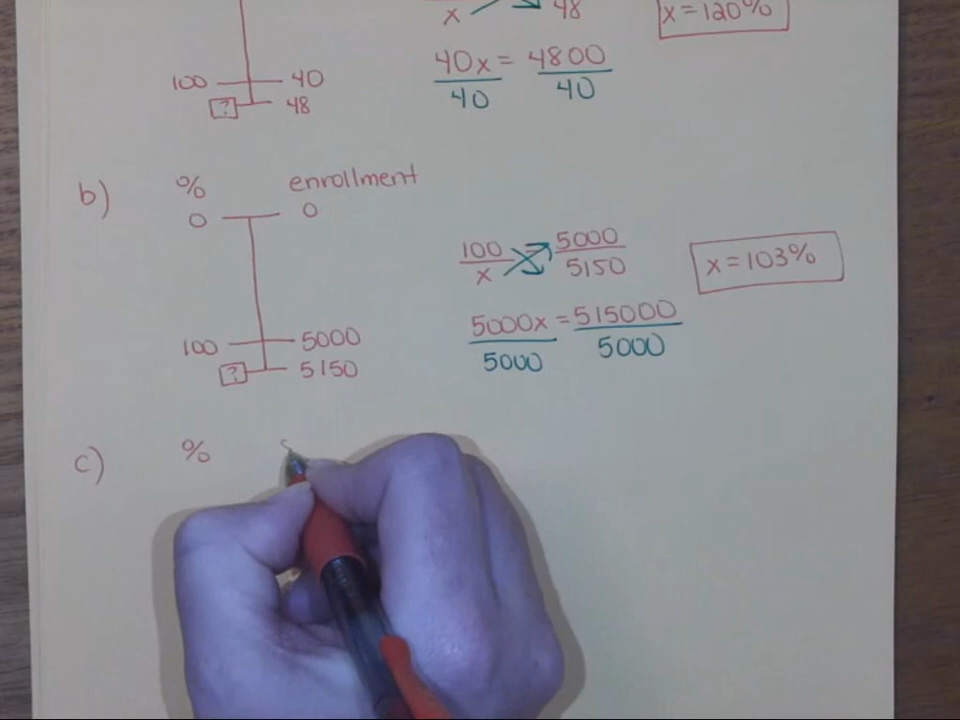 x 48 x=120%
100 40 40x = 4800
? 48 40 40
b) % enrollment
0 0
100 = 5000 x=103%
x 5150
5000x = 515000
100 5000 5000 5000
? 5150
c) %